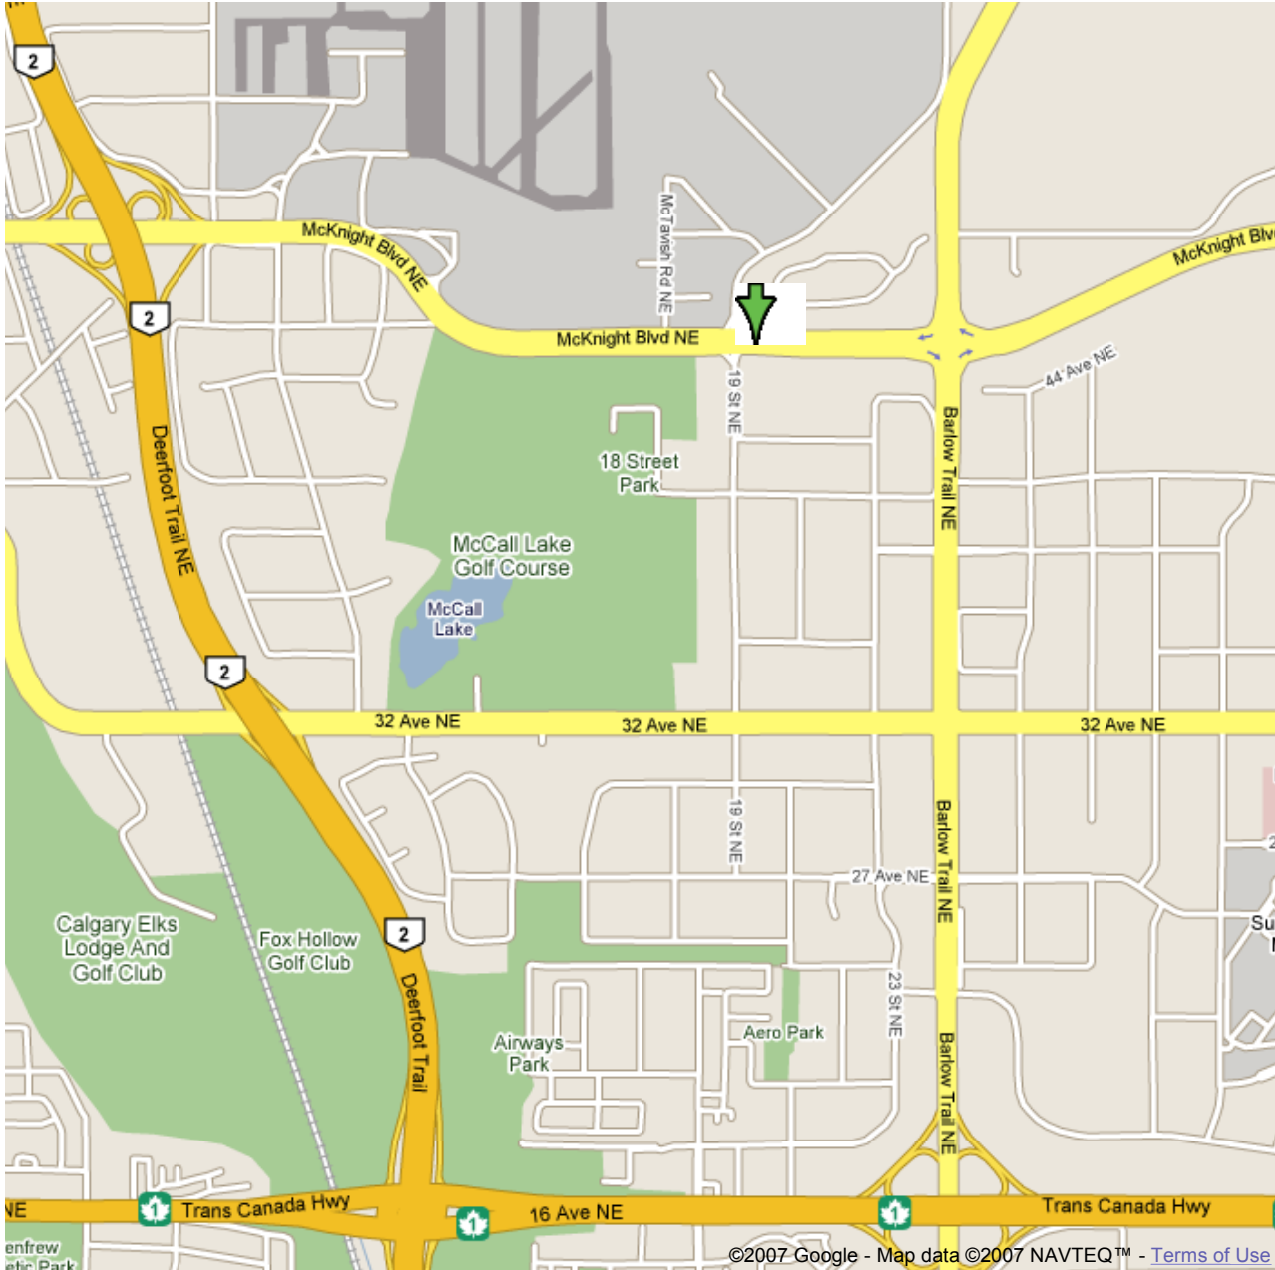 2
McTavish Rd NE
McKnight Blvd NE
McKnight Blv
2
McKnight Blvd NE
44 Ave NE
19 St NE
Barlow Trail NE
18 Street
Park
Deerfoot Trail NE
McCall Lake
Golf Course
McCall
Lake
2
32 Ave NE
32 Ave NE
32 Ave NE
19 St NE
Barlow Trail NE
27 Ave NE
Calgary Elks
Lodge And
Golf Club
Fox Hollow
Golf Club
2
Su
23 St NE
Deerfoot Trail
Airways
Park
Aero Park
Barlow Trail NE
NE
1
Trans Canada Hwy
1
16 Ave NE
1
Trans Canada Hwy
enfrew
etic Park
©2007 Google - Map data ©2007 NAVTEQ™ - Terms of Use